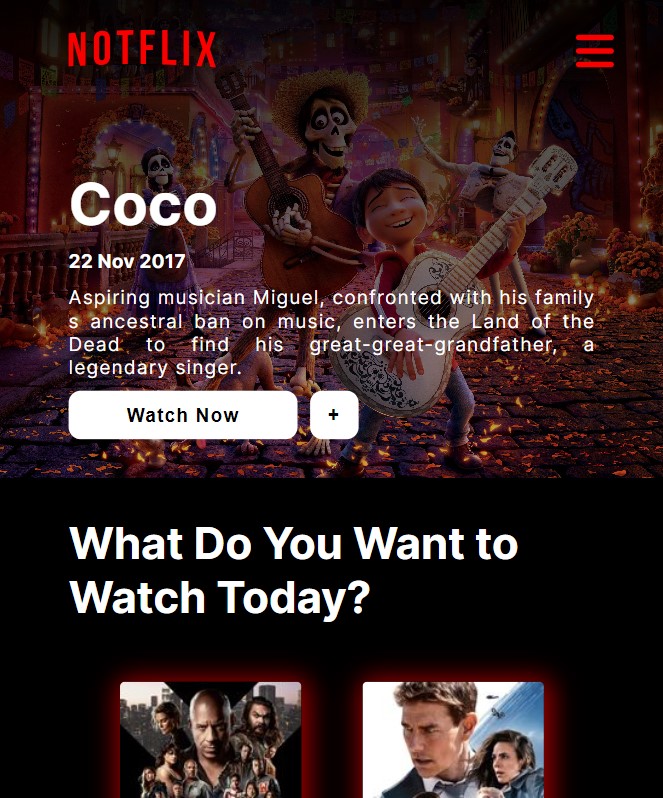 NOTFLIX
Coco
22 Nov 2017
Aspiring musician Miguel, confronted with his family
s ancestral ban on music, enters the Land of the
Dead to find his great-great-grandfather, a
legendary singer.
Watch Now
+
What Do You Want to
Watch Today?